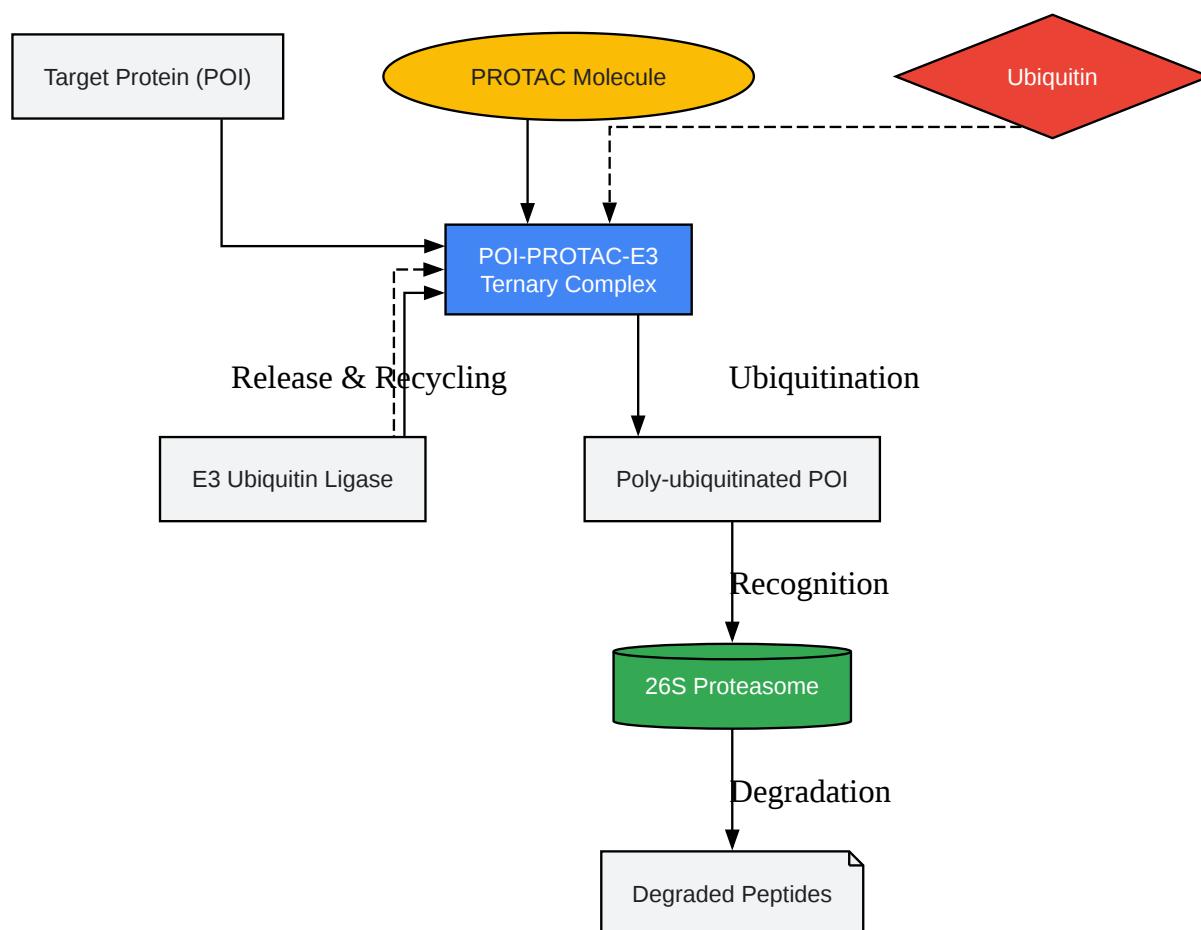 Target Protein (POI)
PROTAC Molecule
Ubiquitin
POI-PROTAC-E3
Ternary Complex
Release & Recycling
Ubiquitination
E3 Ubiquitin Ligase
Poly-ubiquitinated POI
Recognition
26S Proteasome
Degradation
Degraded Peptides